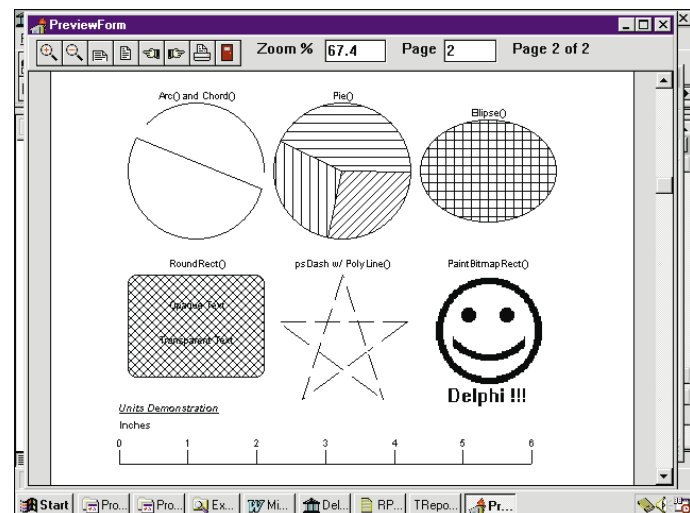 PreviewForm
Zoom % 67.4 Page 2 Page 2 of 2
Arc() and Chord() Pie() Ellipse()
RoundRect() psDash w/ PolyLine() PaintBitmapRect()
Opaque Text
Transparent Text
Delphi !!!
Units Demonstration
Inches
0 1 2 3 4 5 6
Start Pro... Pro... Ex... Mi... Del... RP... TRepo... Pr...